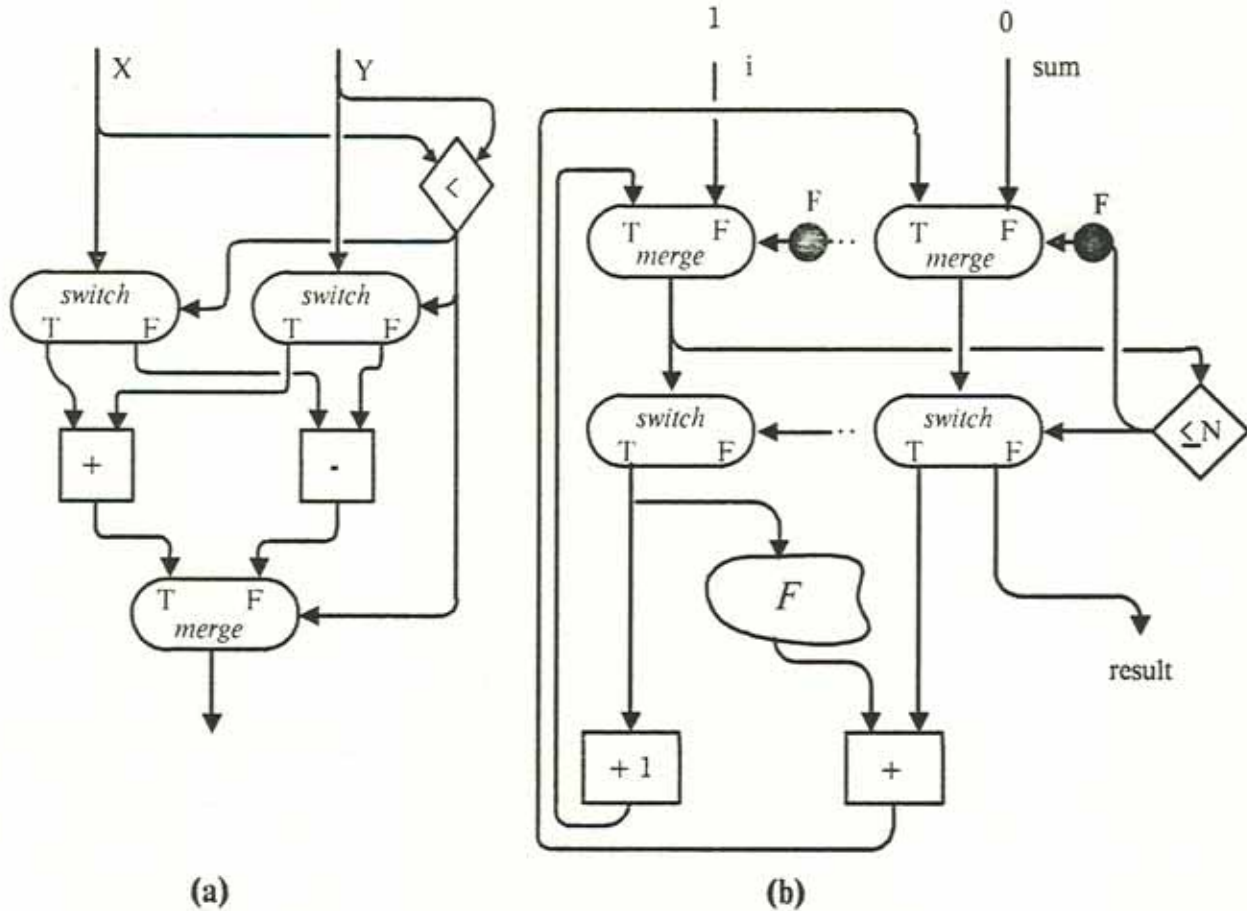 1 0
X Y i sum
<
F F
T F T F
merge merge
switch switch
T F T F
switch switch
≤N
T F T F
+ -
F
T F
merge
result
+ 1 +
(a) (b)